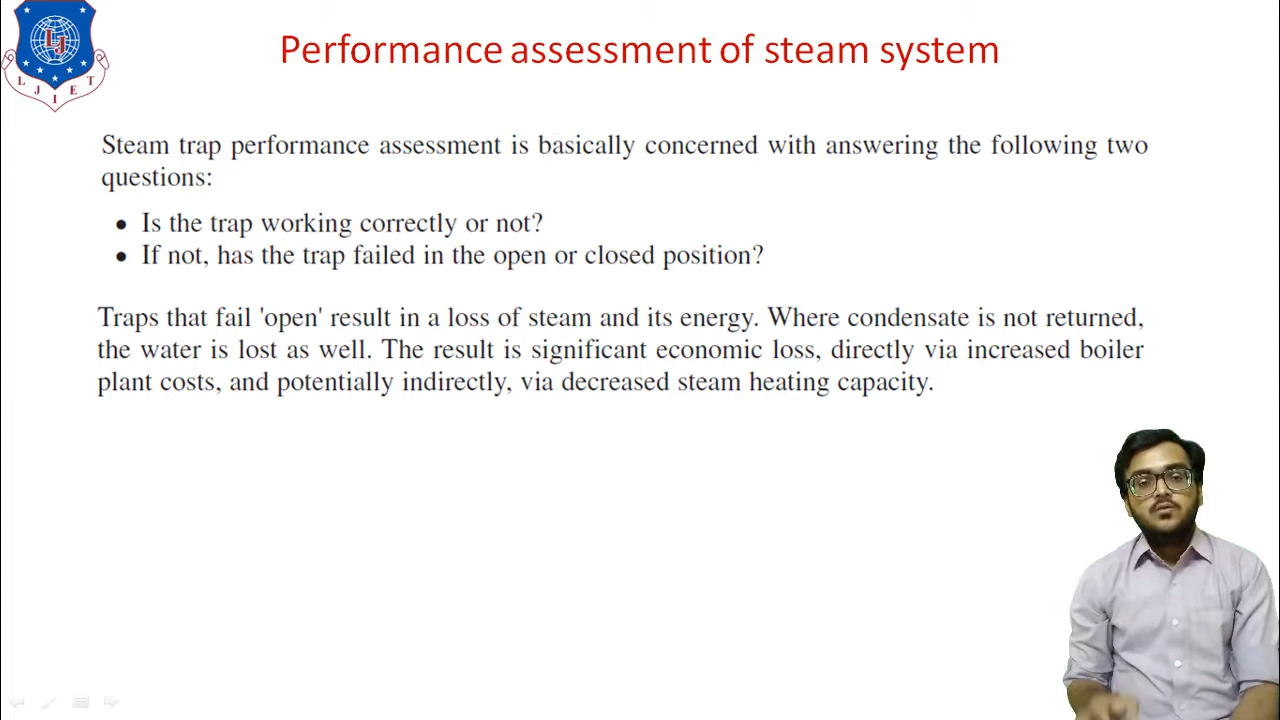 LJ
L J I E T
Performance assessment of steam system
Steam trap performance assessment is basically concerned with answering the following two
questions:
• Is the trap working correctly or not?
• If not, has the trap failed in the open or closed position?
Traps that fail 'open' result in a loss of steam and its energy. Where condensate is not returned,
the water is lost as well. The result is significant economic loss, directly via increased boiler
plant costs, and potentially indirectly, via decreased steam heating capacity.